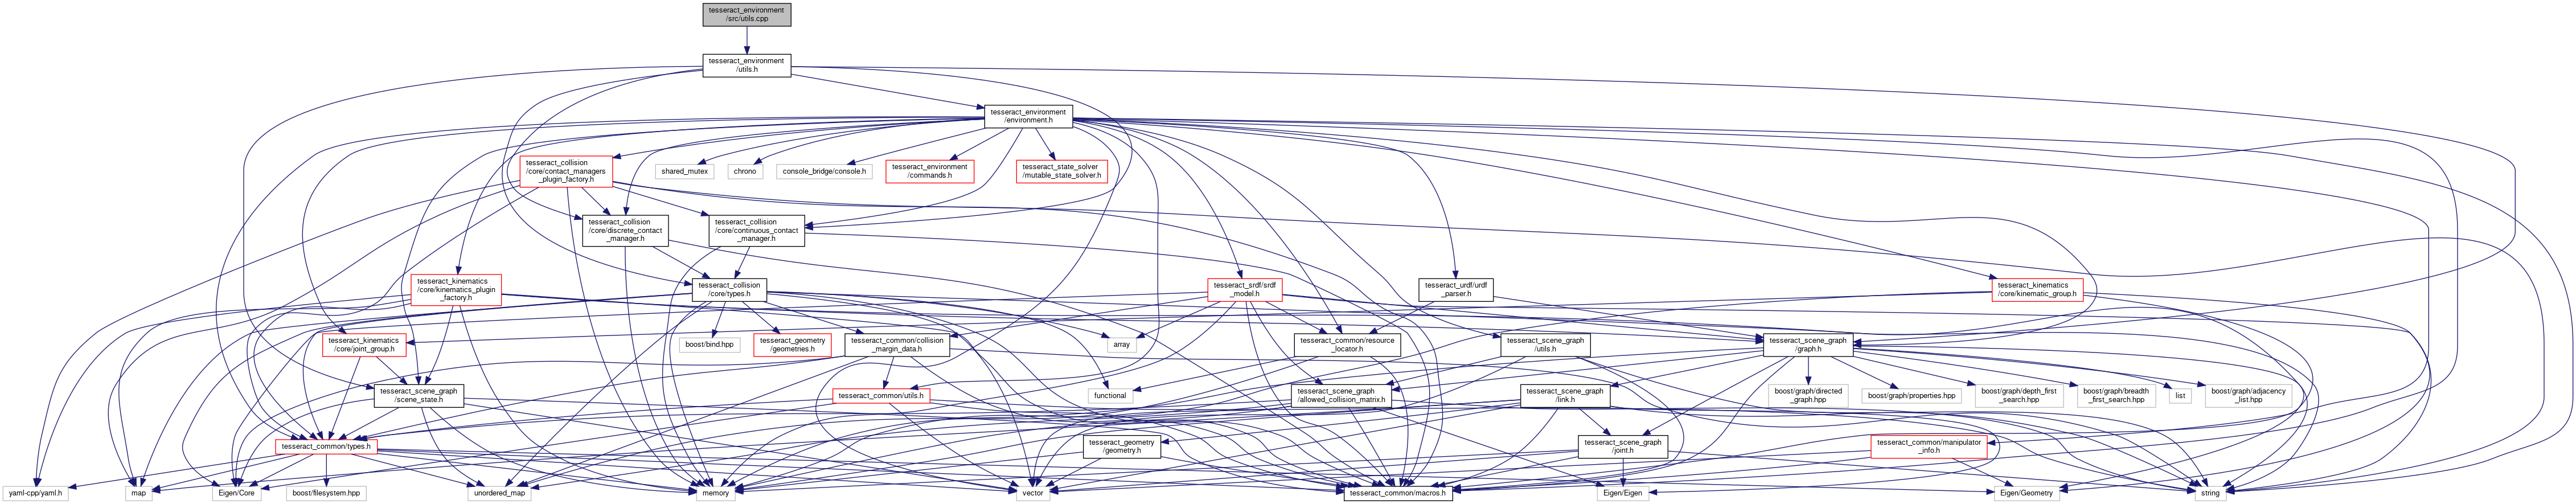 tesseract_environment
/src/utils.cpp
tesseract_environment
/utils.h
tesseract_environment
/environment.h
tesseract_collision
/core/contact_managers
_plugin_factory.h
shared_mutex
chrono
console_bridge/console.h
tesseract_environment
/commands.h
tesseract_state_solver
/mutable_state_solver.h
tesseract_collision
/core/discrete_contact
_manager.h
tesseract_collision
/core/continuous_contact
_manager.h
tesseract_kinematics
/core/kinematics_plugin
_factory.h
tesseract_collision
/core/types.h
tesseract_srdf/srdf
_model.h
tesseract_urdf/urdf
_parser.h
tesseract_kinematics
/core/kinematic_group.h
tesseract_kinematics
/core/joint_group.h
boost/bind.hpp
tesseract_geometry
/geometries.h
tesseract_common/collision
_margin_data.h
array
tesseract_common/resource
_locator.h
tesseract_scene_graph
/utils.h
tesseract_scene_graph
/graph.h
tesseract_scene_graph
/scene_state.h
tesseract_common/utils.h
functional
tesseract_scene_graph
/allowed_collision_matrix.h
tesseract_scene_graph
/link.h
boost/graph/directed
_graph.hpp
boost/graph/properties.hpp
boost/graph/depth_first
_search.hpp
boost/graph/breadth
_first_search.hpp
list
boost/graph/adjacency
_list.hpp
tesseract_common/types.h
tesseract_geometry
/geometry.h
tesseract_scene_graph
/joint.h
tesseract_common/manipulator
_info.h
yaml-cpp/yaml.h
map
Eigen/Core
boost/filesystem.hpp
unordered_map
memory
vector
tesseract_common/macros.h
Eigen/Eigen
Eigen/Geometry
string